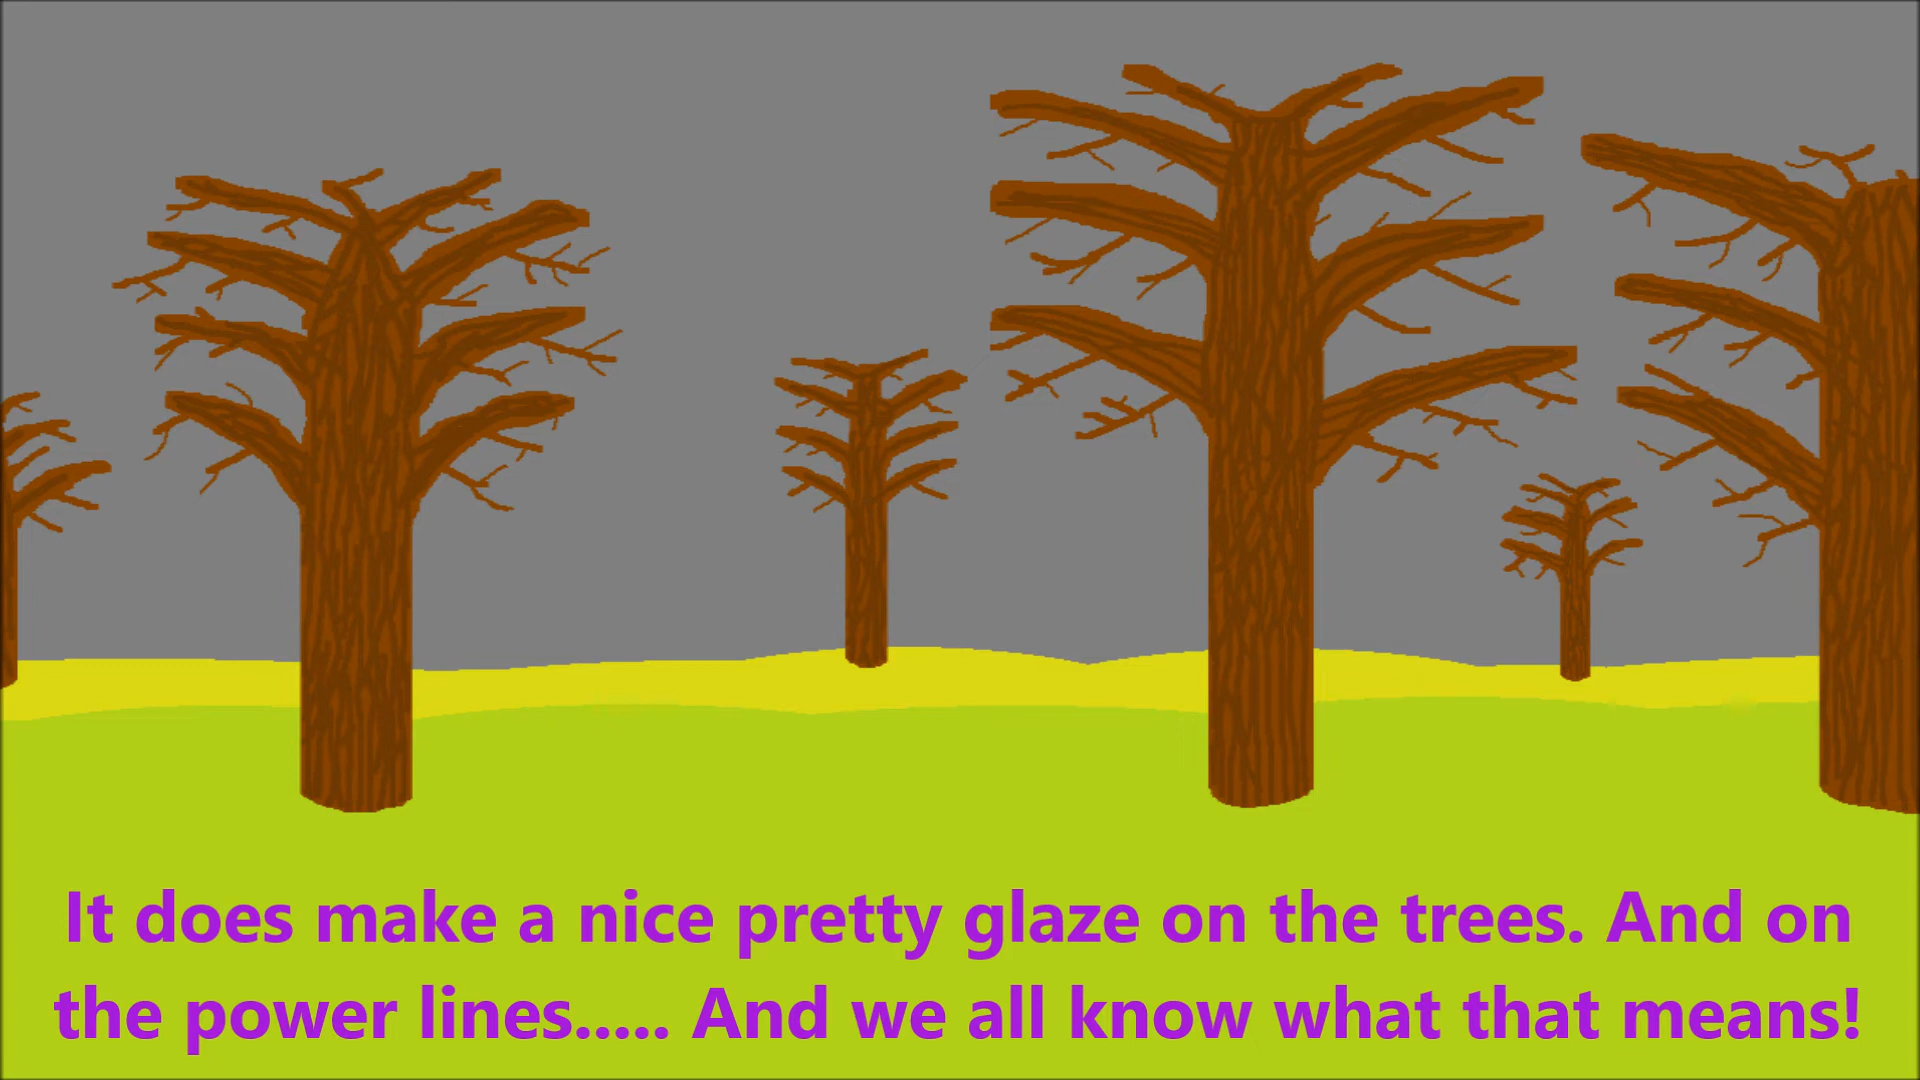 It does make a nice pretty glaze on the trees. And on
the power lines..... And we all know what that means!